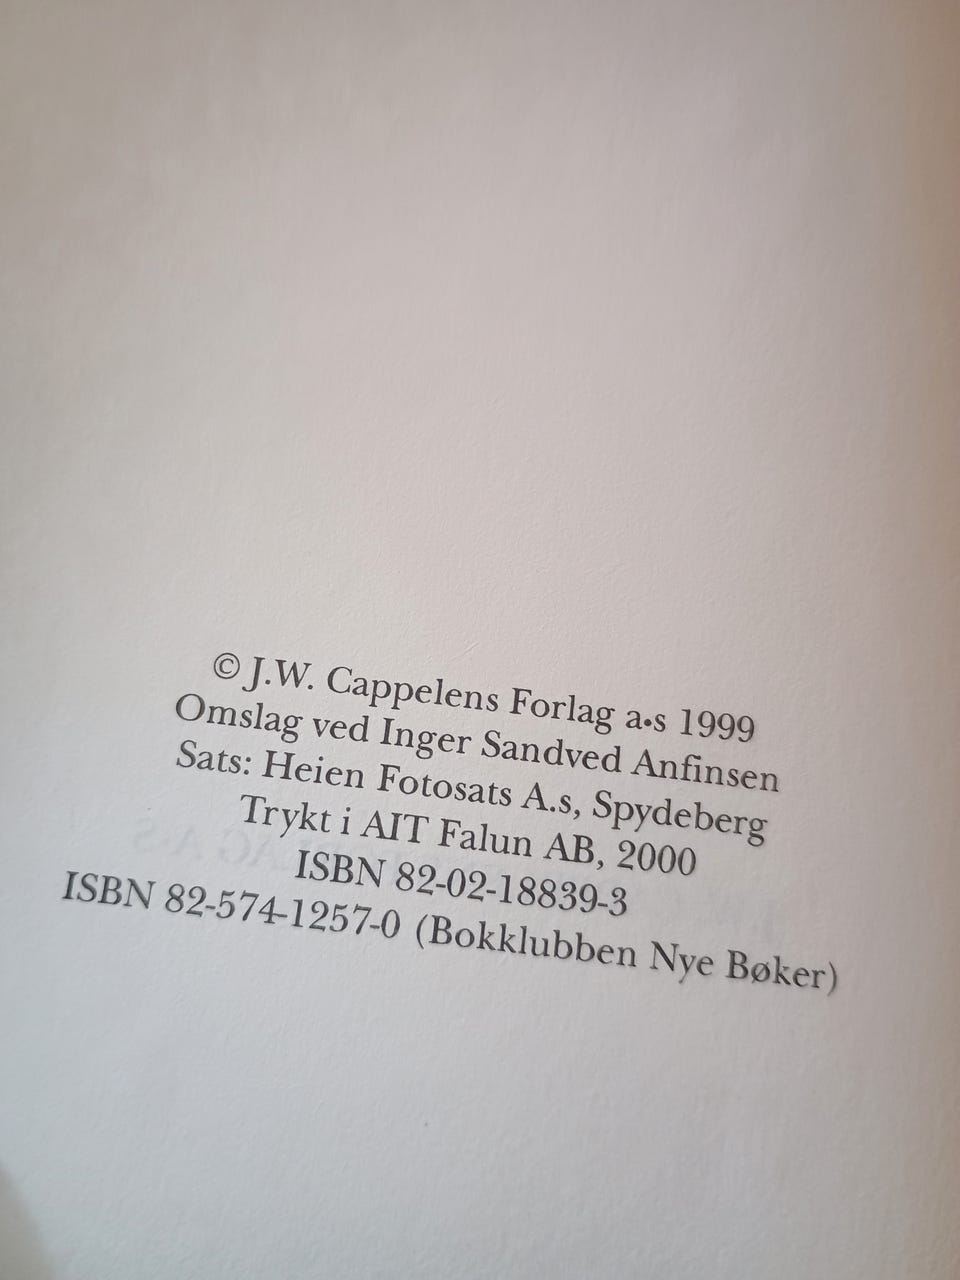 © J.W. Cappelens Forlag a•s 1999
Omslag ved Inger Sandved Anfinsen
Sats: Heien Fotosats A.s, Spydeberg
Trykt i AIT Falun AB, 2000
ISBN 82-02-18839-3
ISBN 82-574-1257-0 (Bokklubben Nye Bøker)